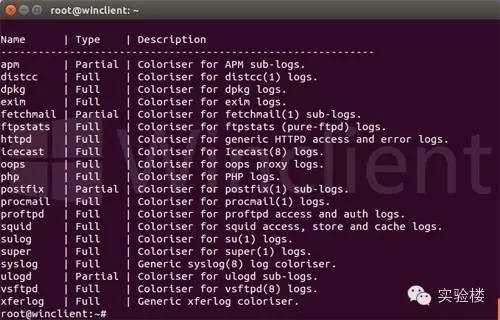 root@winclient: ~
Name | Type | Description
------------------------------------------------------------
apm | Partial | Coloriser for APM sub-logs.
distcc | Full | Coloriser for distcc(1) logs.
dpkg | Full | Coloriser for dpkg logs.
exim | Full | Coloriser for exim logs.
fetchmail | Partial | Coloriser for fetchmail(1) sub-logs.
ftpstats | Full | Coloriser for ftpstats (pure-ftpd) logs.
httpd | Full | Coloriser for generic HTTPD access and error logs.
icecast | Full | Coloriser for Icecast(8) logs.
oops | Full | Coloriser for oops proxy logs.
php | Full | Coloriser for PHP logs.
postfix | Partial | Coloriser for postfix(1) sub-logs.
procmail | Full | Coloriser for procmail(1) logs.
proftpd | Full | Coloriser for proftpd access and auth logs.
squid | Full | Coloriser for squid access, store and cache logs.
sulog | Full | Coloriser for su(1) logs.
super | Full | Coloriser for super(1) logs.
syslog | Full | Generic syslog(8) log coloriser.
ulogd | Partial | Coloriser for ulogd sub-logs.
vsftpd | Full | Coloriser for vsftpd(8) logs.
xferlog | Full | Generic xferlog coloriser.
root@winclient:~#
Winclient
实验楼